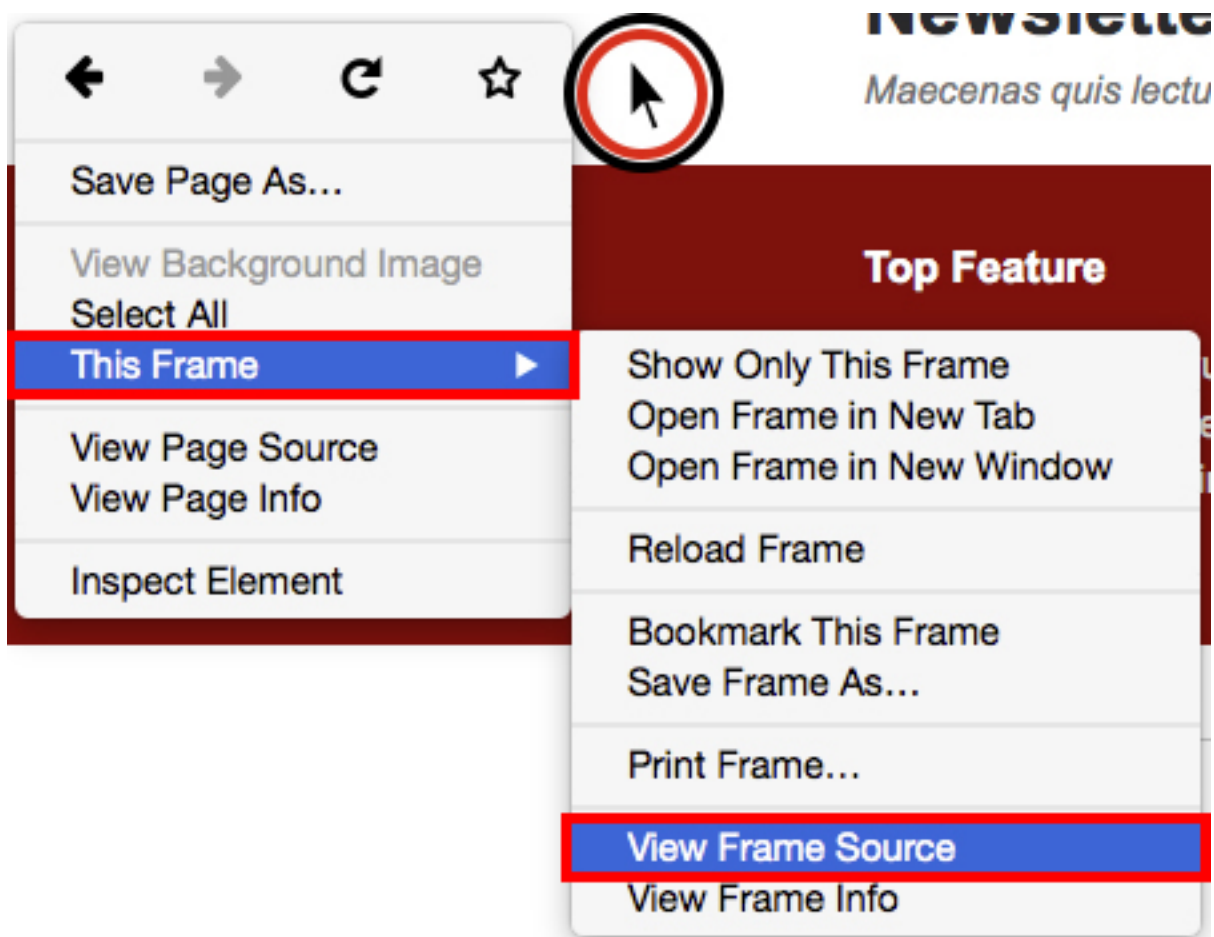 Newslette
Maecenas quis lectu
Save Page As…
View Background Image
Select All
This Frame
View Page Source
View Page Info
Inspect Element
Top Feature
Show Only This Frame
Open Frame in New Tab
Open Frame in New Window
Reload Frame
Bookmark This Frame
Save Frame As…
Print Frame…
View Frame Source
View Frame Info